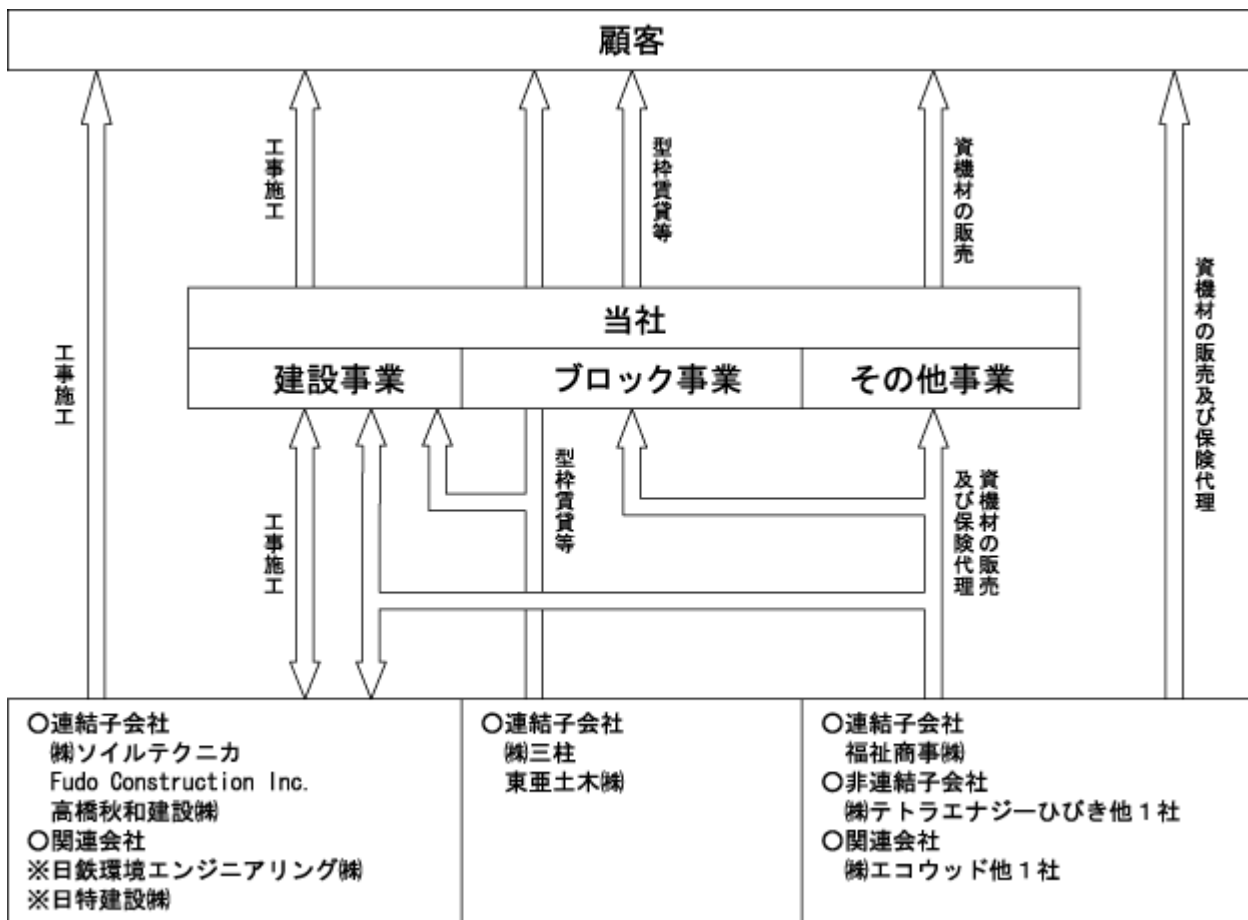 顧客
工事施工
型枠賃貸等
資機材の販売
工事施工
資機材の販売及び保険代理
当社
建設事業
ブロック事業
その他事業
工事施工
型枠賃貸等
資機材の販売
及び保険代理
〇連結子会社
㈱ソイルテクニカ
Fudo Construction Inc.
高橋秋和建設㈱
〇関連会社
※日鉄環境エンジニアリング㈱
※日特建設㈱
〇連結子会社
㈱三柱
東亜土木㈱
〇連結子会社
福祉商事㈱
〇非連結子会社
㈱テトラエナジーひびき他１社
〇関連会社
㈱エコウッド他１社